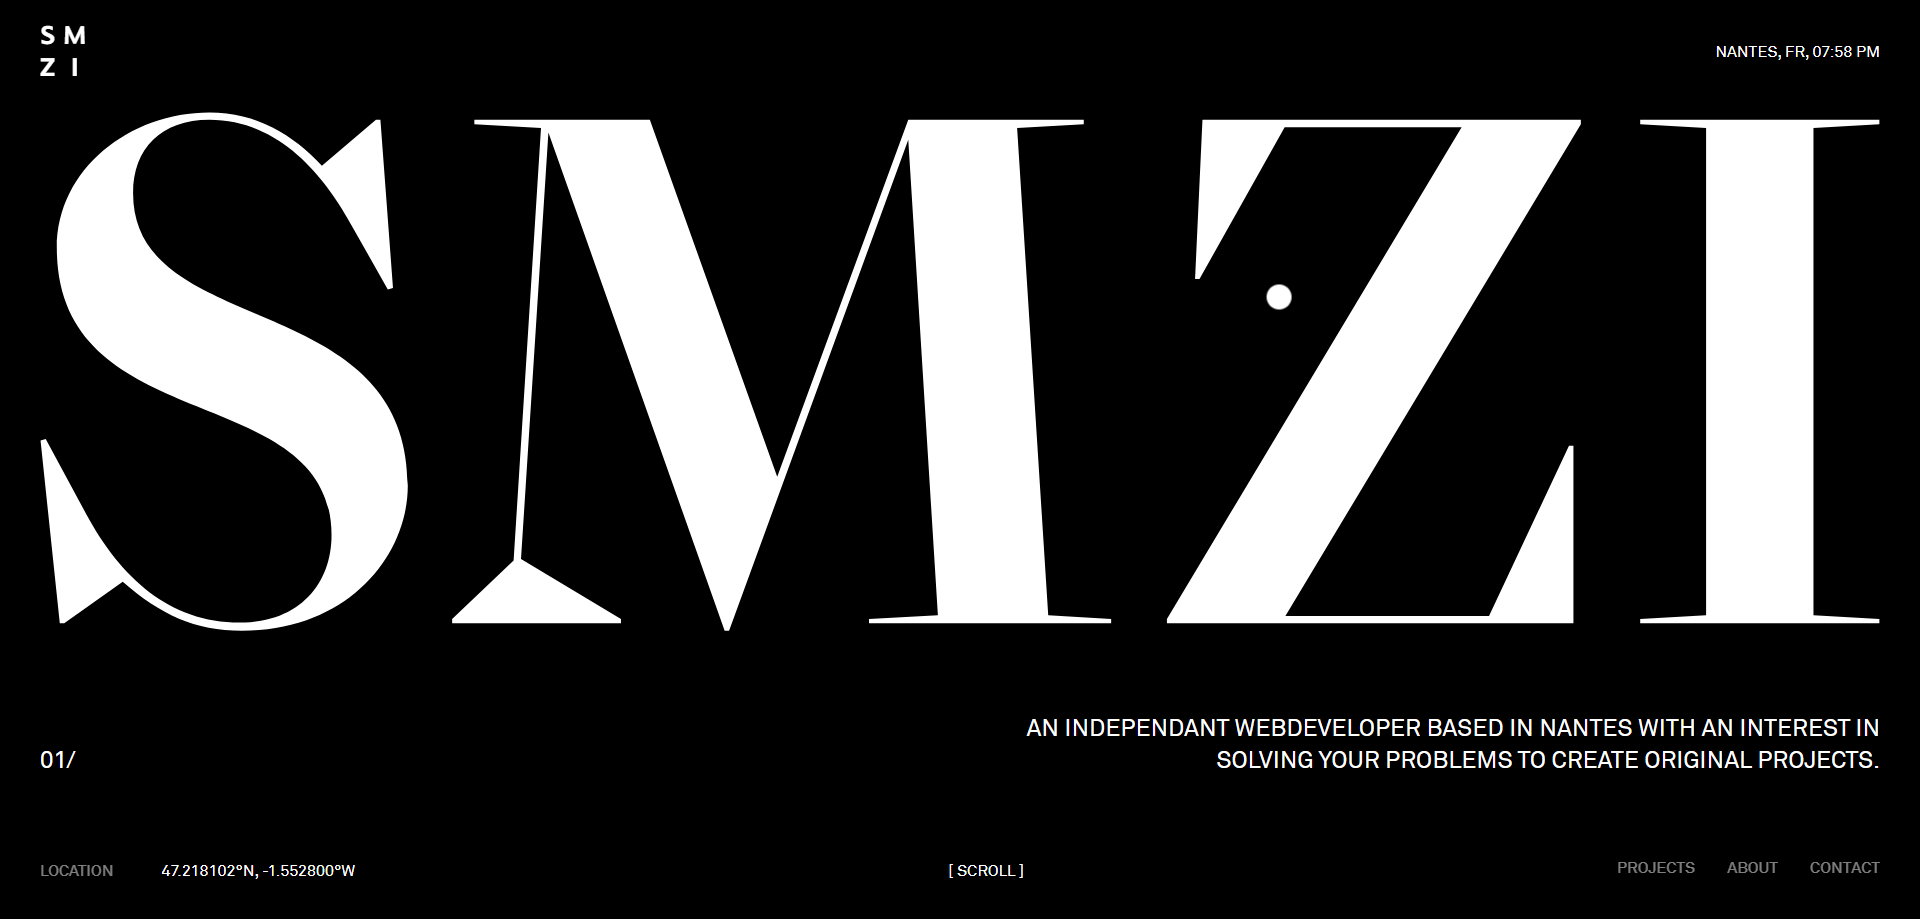 S M
Z I
NANTES, FR, 07:58 PM
SMZI
AN INDEPENDANT WEBDEVELOPER BASED IN NANTES WITH AN INTEREST IN
SOLVING YOUR PROBLEMS TO CREATE ORIGINAL PROJECTS.
01/
LOCATION 47.218102°N, -1.552800°W [ SCROLL ] PROJECTS ABOUT CONTACT